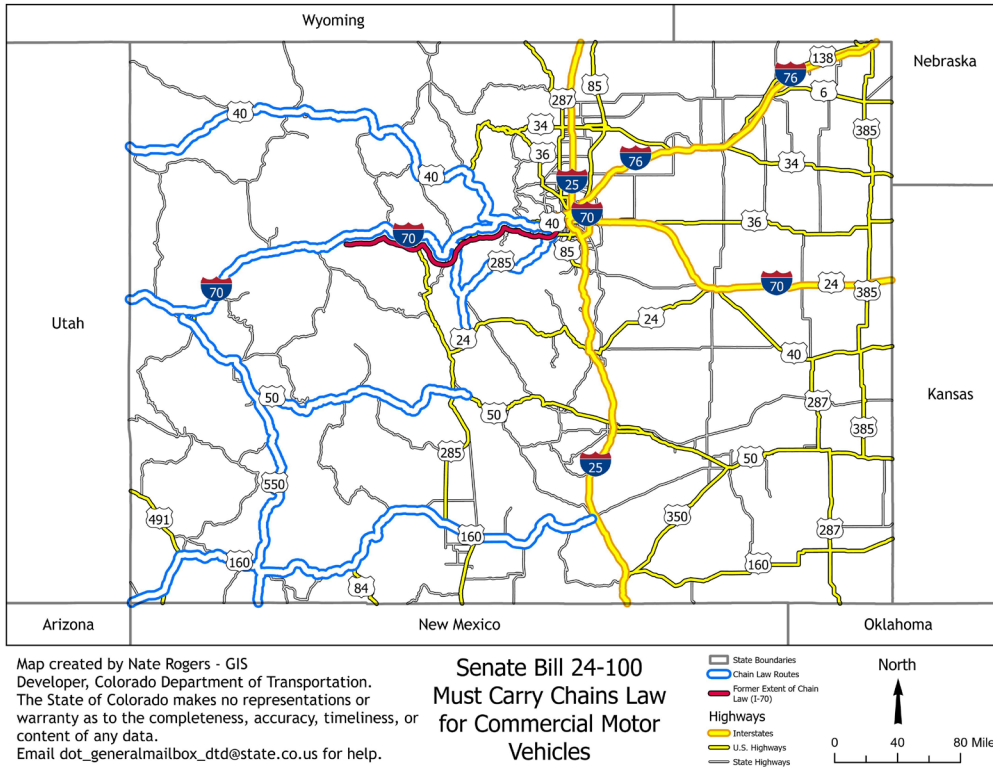 Wyoming
Nebraska
138
76
85
287
6
40
34
385
36
76
34
40
25
70
40
36
70
85
285
70
24
385
70
Utah
24
24
40
50
287
Kansas
50
385
285
50
25
550
491
350
287
160
160
160
84
Arizona
New Mexico
Oklahoma
Map created by Nate Rogers - GIS
Developer, Colorado Department of Transportation.
The State of Colorado makes no representations or
warranty as to the completeness, accuracy, timeliness, or
content of any data.
Email dot_generalmailbox_dtd@state.co.us for help.
Senate Bill 24-100
Must Carry Chains Law
for Commercial Motor
Vehicles
State Boundaries
Chain Law Routes
Former Extent of Chain
Law (I-70)
Highways
Interstates
U.S. Highways
State Highways
North
0 40 80 Mile